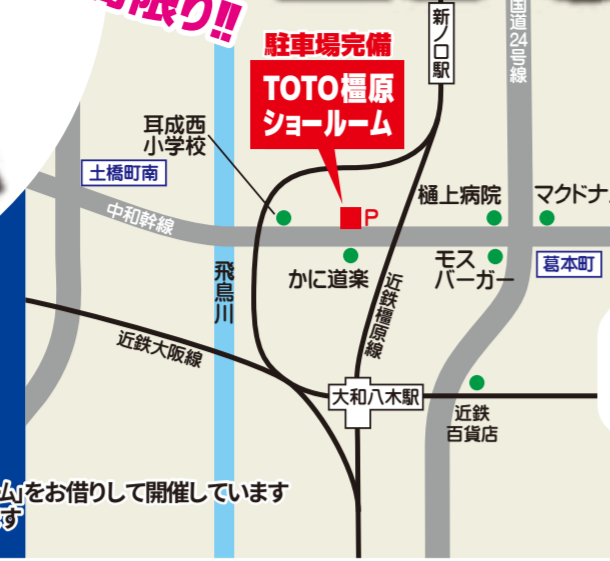 間限り!!
駐車場完備
TOTO橿原
ショールーム
新ノ口駅
国道24号線
耳成西
小学校
土橋町南
中和幹線
P
樋上病院
マクドナ
飛鳥川
かに道楽
近鉄橿原線
モス
バーガー
葛本町
近鉄大阪線
大和八木駅
近鉄
百貨店
ム」をお借りして開催しています
す